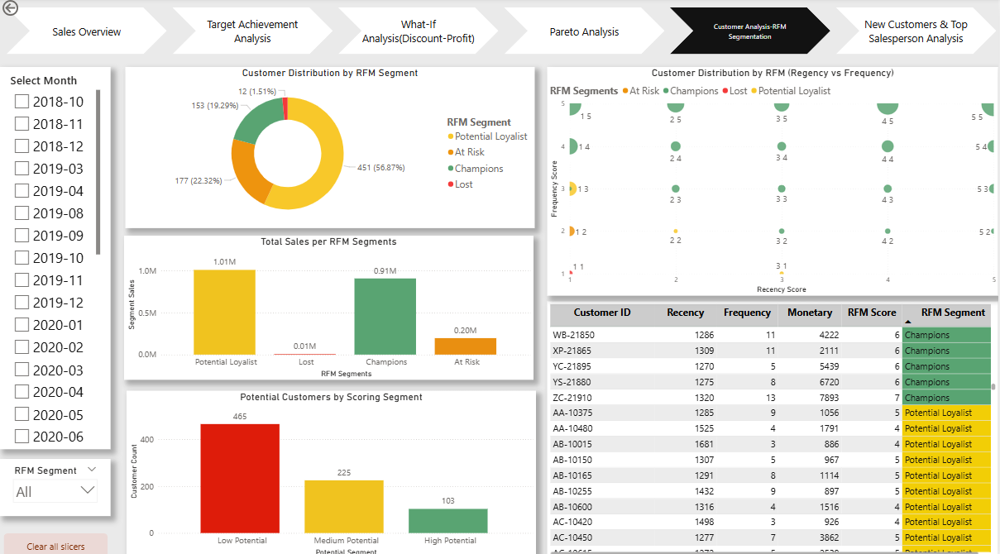 Sales Overview
Target Achievement
Analysis
What-If
Analysis(Discount-Profit)
Pareto Analysis
Customer Analysis-RFM
Segmentation
New Customers & Top
Salesperson Analysis
Select Month
2018-10
2018-11
2018-12
2019-03
2019-04
2019-08
2019-09
2019-10
2019-11
2019-12
2020-01
2020-02
2020-03
2020-04
2020-05
2020-06
RFM Segment
All
Clear all slicers
Customer Distribution by RFM Segment
12 (1.51%)
153 (19.29%)
177 (22.32%)
451 (56.87%)
RFM Segment
Potential Loyalist
At Risk
Champions
Lost
Total Sales per RFM Segments
Segment Sales
1.0M
0.5M
0.0M
1.01M
0.01M
0.91M
0.20M
Potential Loyalist Lost Champions At Risk
RFM Segments
Potential Customers by Scoring Segment
Customer Count
400
200
0
465
225
103
Low Potential Medium Potential High Potential
Potential Segment
Customer Distribution by RFM (Regency vs Frequency)
RFM Segments At Risk Champions Lost Potential Loyalist
Frequency Score
5 1 5 2 5 3 5 4 5 5 5
4 1 4 2 4 3 4 4 4 5 4
3 1 3 2 3 3 3 4 3 5 3
2 1 2 2 2 3 2 4 2 5 2
1 1 1 3 1
1 2 3 4 5
Recency Score
Customer ID Recency Frequency Monetary RFM Score RFM Segment
WB-21850 1286 11 4222 6 Champions
XP-21865 1309 11 2111 6 Champions
YC-21895 1270 5 5439 6 Champions
YS-21880 1275 8 6720 6 Champions
ZC-21910 1320 13 7893 7 Champions
AA-10375 1285 9 1056 5 Potential Loyalist
AA-10480 1525 4 1791 4 Potential Loyalist
AB-10015 1681 3 886 4 Potential Loyalist
AB-10150 1307 5 967 5 Potential Loyalist
AB-10165 1291 8 1114 5 Potential Loyalist
AB-10255 1432 9 897 5 Potential Loyalist
AB-10600 1316 4 1516 4 Potential Loyalist
AC-10420 1498 3 926 4 Potential Loyalist
AC-10450 1277 7 3862 5 Potential Loyalist